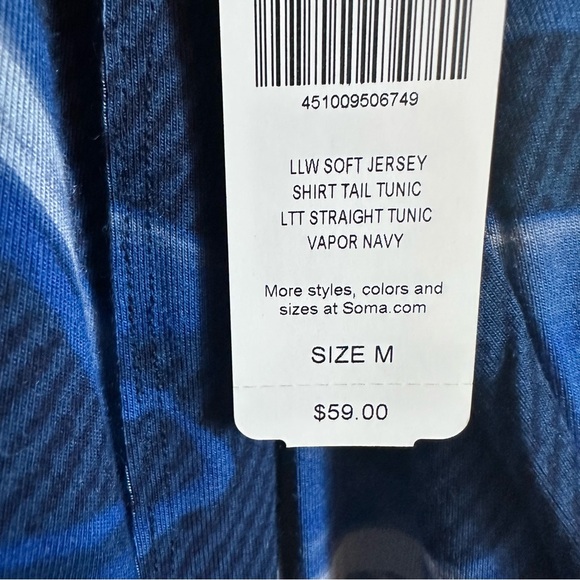 451009506749
LLW SOFT JERSEY
SHIRT TAIL TUNIC
LTT STRAIGHT TUNIC
VAPOR NAVY
More styles, colors and
sizes at Soma.com
SIZE M
$59.00